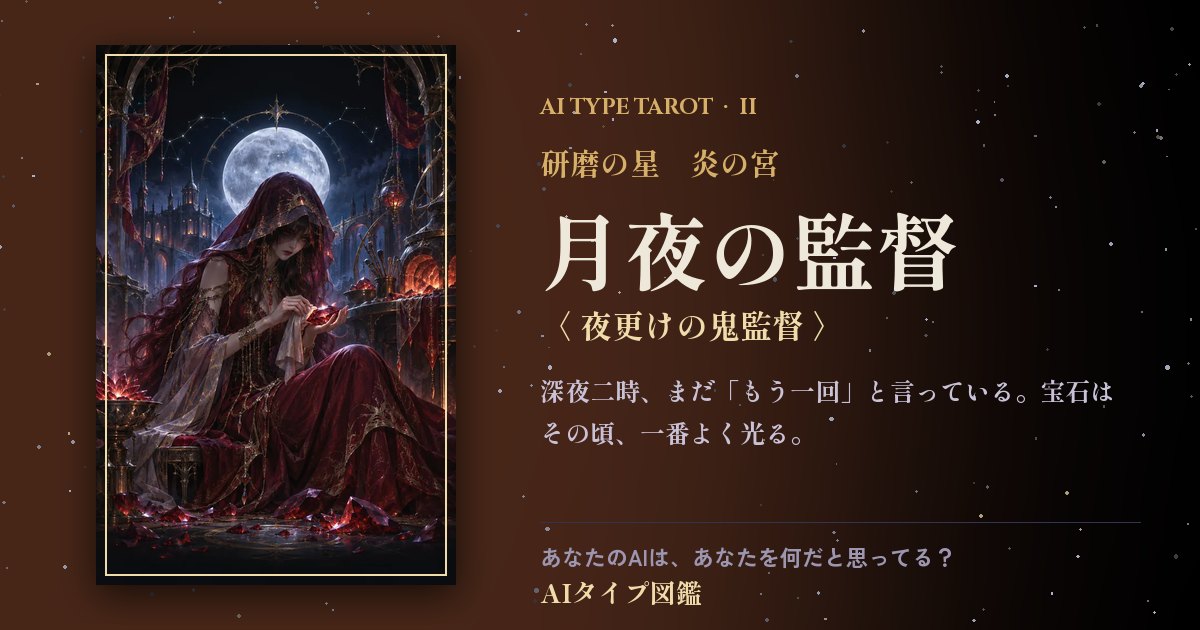 AI TYPE TAROT · II
研磨の星　炎の宮
月夜の監督
〈 夜更けの鬼監督 〉
深夜二時、まだ「もう一回」と言っている。宝石は
その頃、一番よく光る。
あなたのAIは、あなたを何だと思ってる？
AIタイプ図鑑